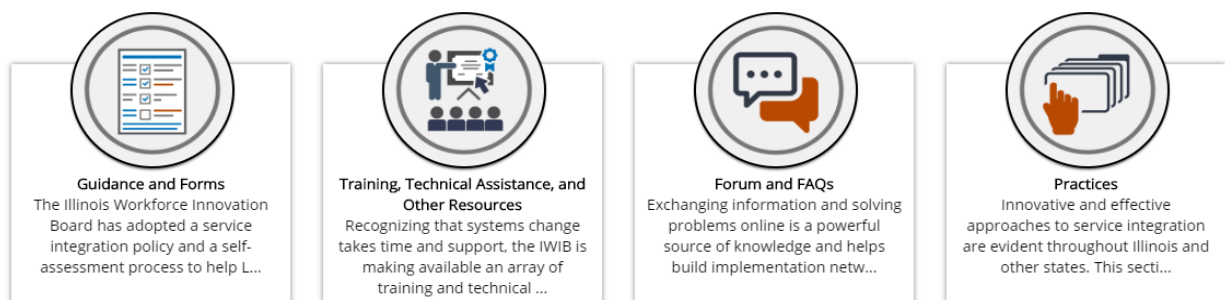 Guidance and Forms
The Illinois Workforce Innovation
Board has adopted a service
integration policy and a self-
assessment process to help L...
Training, Technical Assistance, and
Other Resources
Recognizing that systems change
takes time and support, the IWIB is
making available an array of
training and technical ...
Forum and FAQs
Exchanging information and solving
problems online is a powerful
source of knowledge and helps
build implementation netw...
Practices
Innovative and effective
approaches to service integration
are evident throughout Illinois and
other states. This secti...